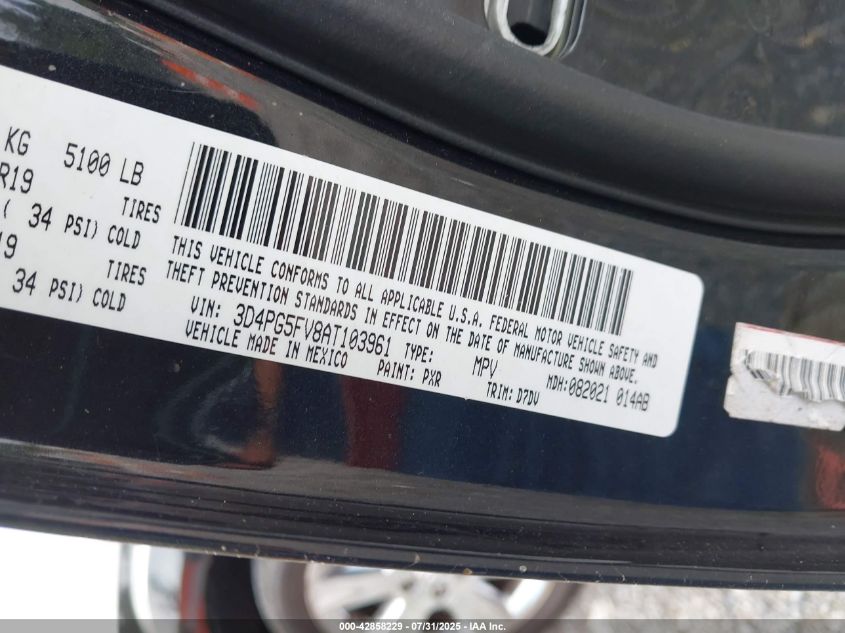 KG 5100 LB
R19 TIRES
( 34 PSI) COLD
19 TIRES
34 PSI) COLD
THIS VEHICLE CONFORMS TO ALL APPLICABLE U.S.A. FEDERAL MOTOR VEHICLE SAFETY AND
THEFT PREVENTION STANDARDS IN EFFECT ON THE DATE OF MANUFACTURE SHOWN ABOVE.
VIN: 3D4PG5FV8AT103961 TYPE: MPV MDH:082021 014AB
VEHICLE MADE IN MEXICO PAINT: PXR TRIM: D7DV
000-42858229 - 07/31/2025 - IAA Inc.